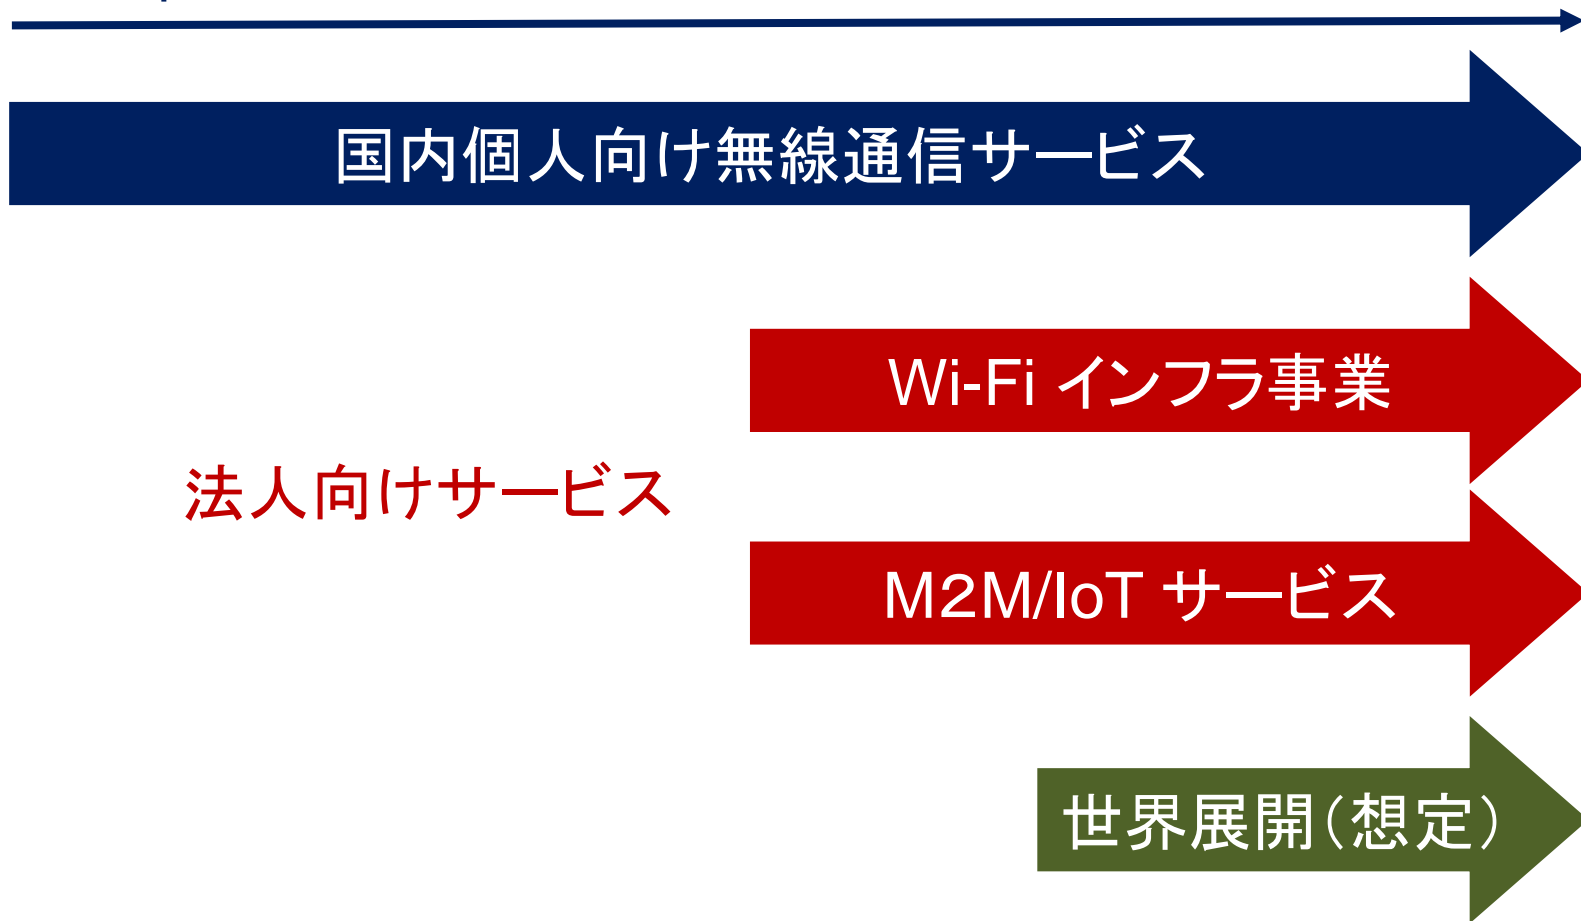 国内個人向け無線通信サービス
Wi-Fi インフラ事業
法人向けサービス
M2M/IoT サービス
世界展開(想定)